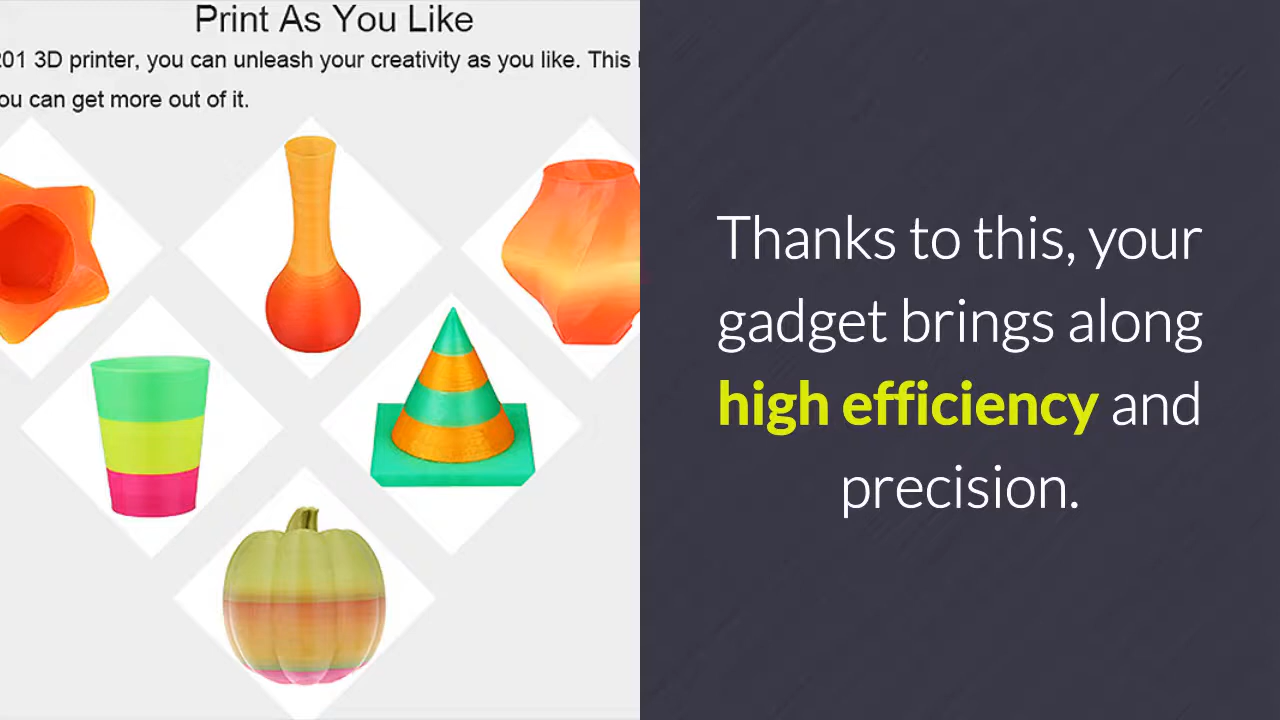 Print As You Like
201 3D printer, you can unleash your creativity as you like. This
you can get more out of it.
Thanks to this, your
gadget brings along
high efficiency and
precision.